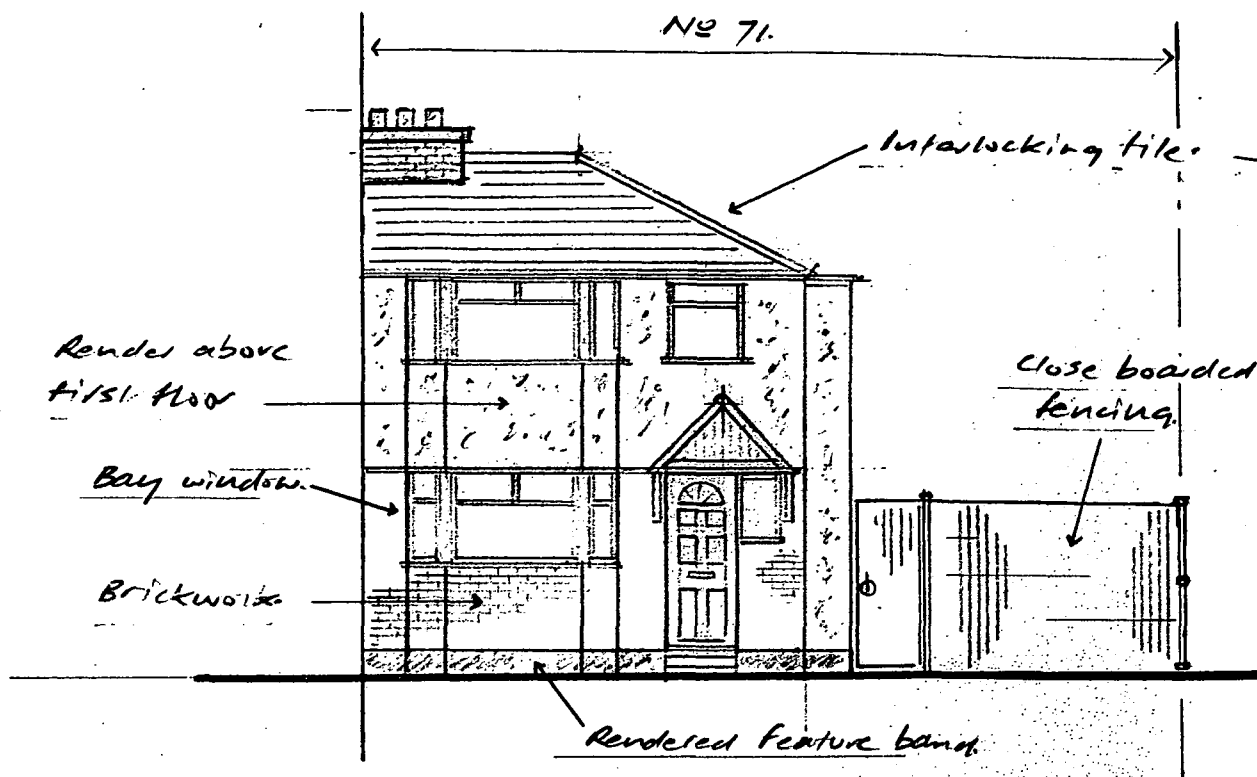 Nº 71.
Interlocking tile.
Render above
first floor
Close boarded
fencing.
Bay window.
Brickwork.
Rendered Feature band.